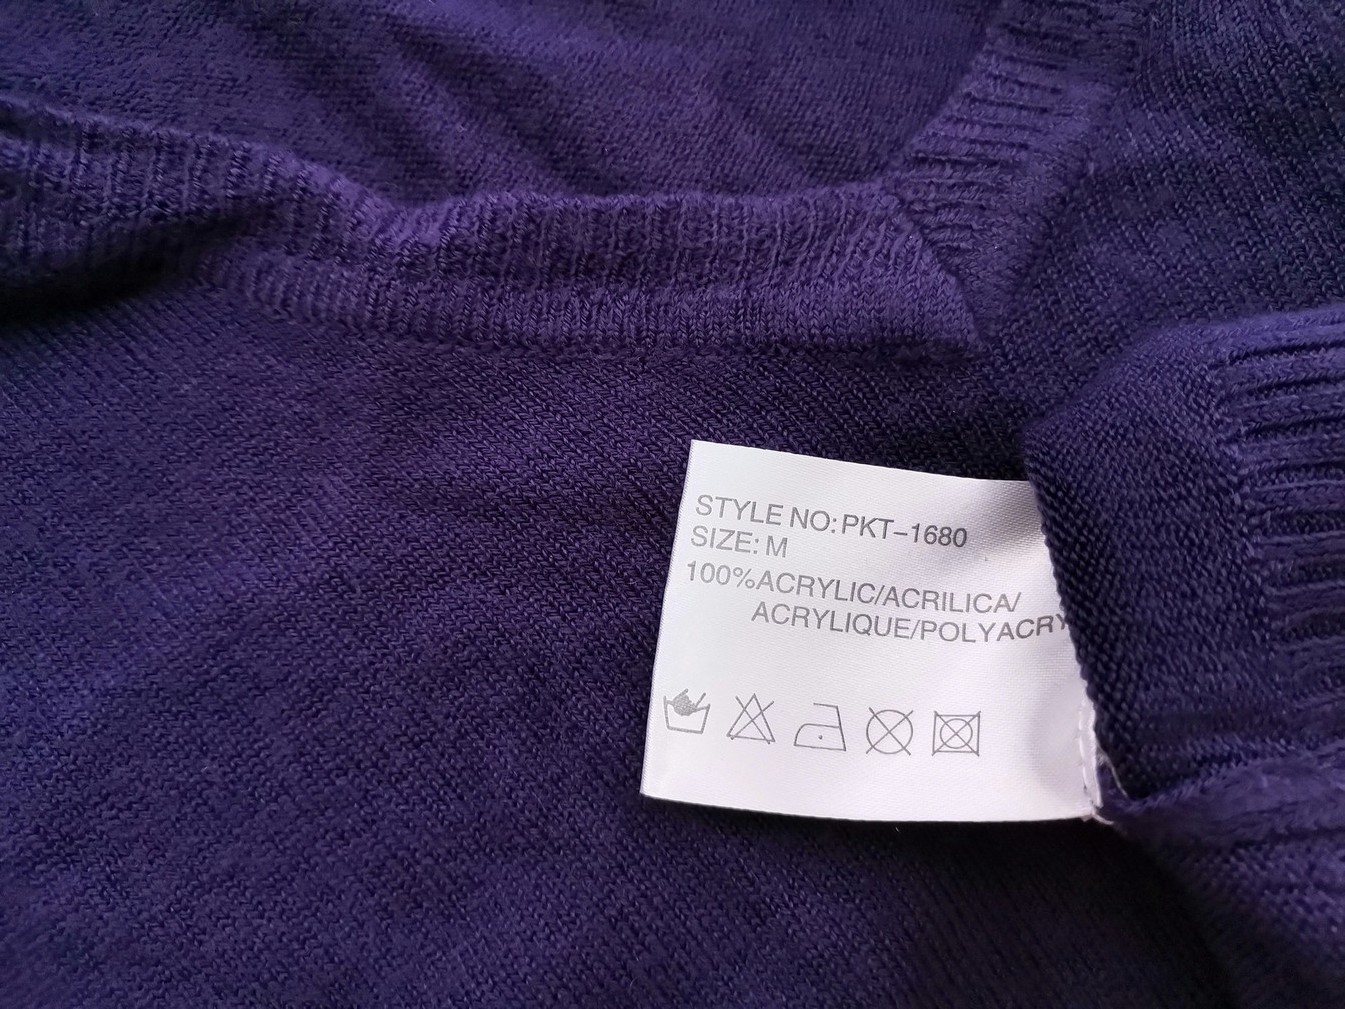 STYLE NO: PKT-1680
SIZE: M
100%ACRYLIC/ACRILICA/
ACRYLIQUE/POLYACRY